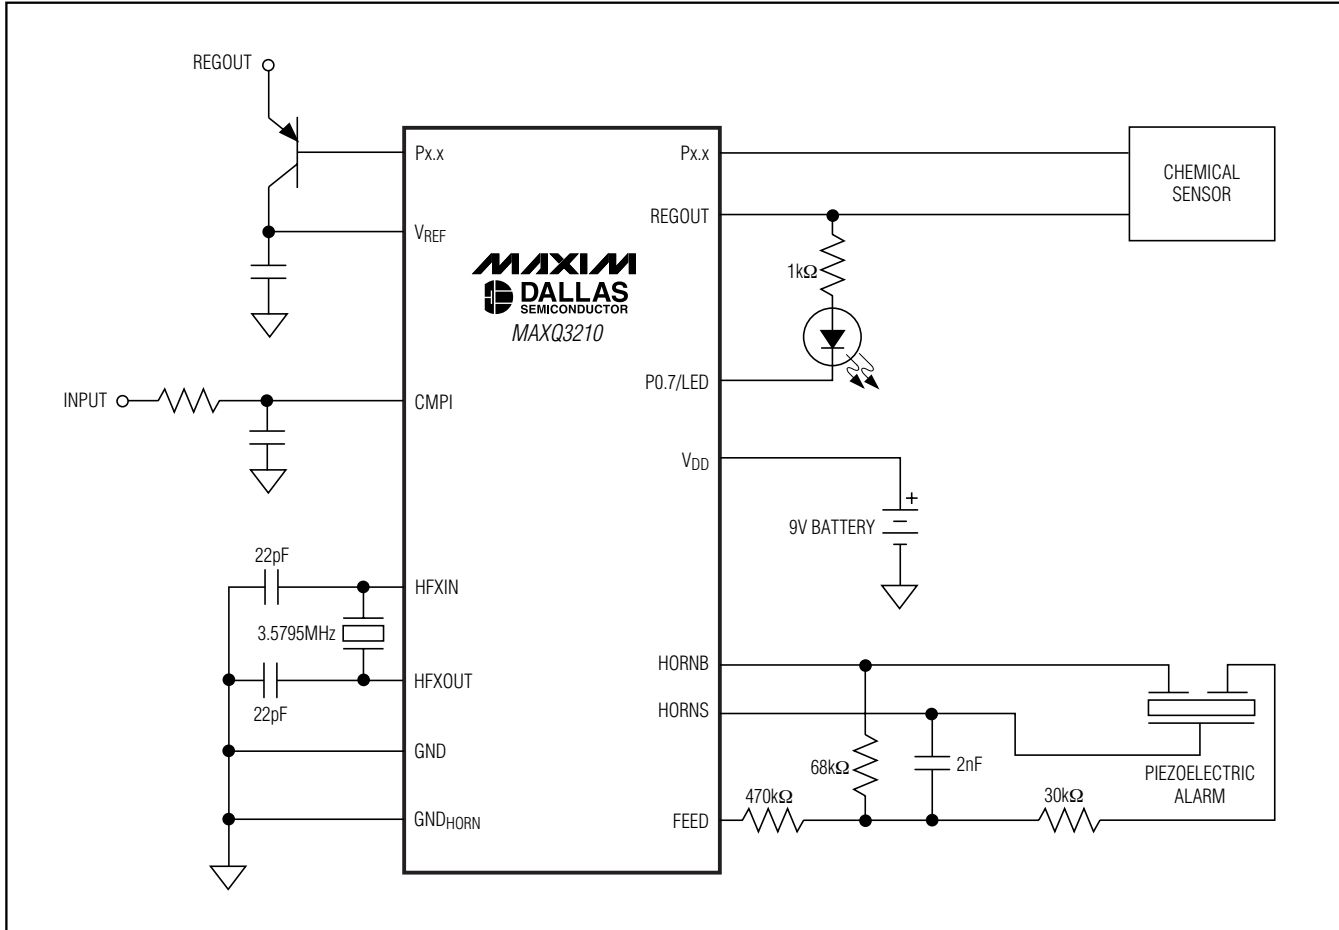 REGOUT
Px.x
VREF
INPUT
CMPI
22pF
HFXIN
3.5795MHz
HFXOUT
22pF
GND
GNDHORN
MAXIM
DALLAS
SEMICONDUCTOR
MAXQ3210
Px.x
REGOUT
CHEMICAL
SENSOR
1kΩ
P0.7/LED
VDD
+
9V BATTERY
HORNB
HORNS
68kΩ
2nF
PIEZOELECTRIC
ALARM
FEED
470kΩ
30kΩ